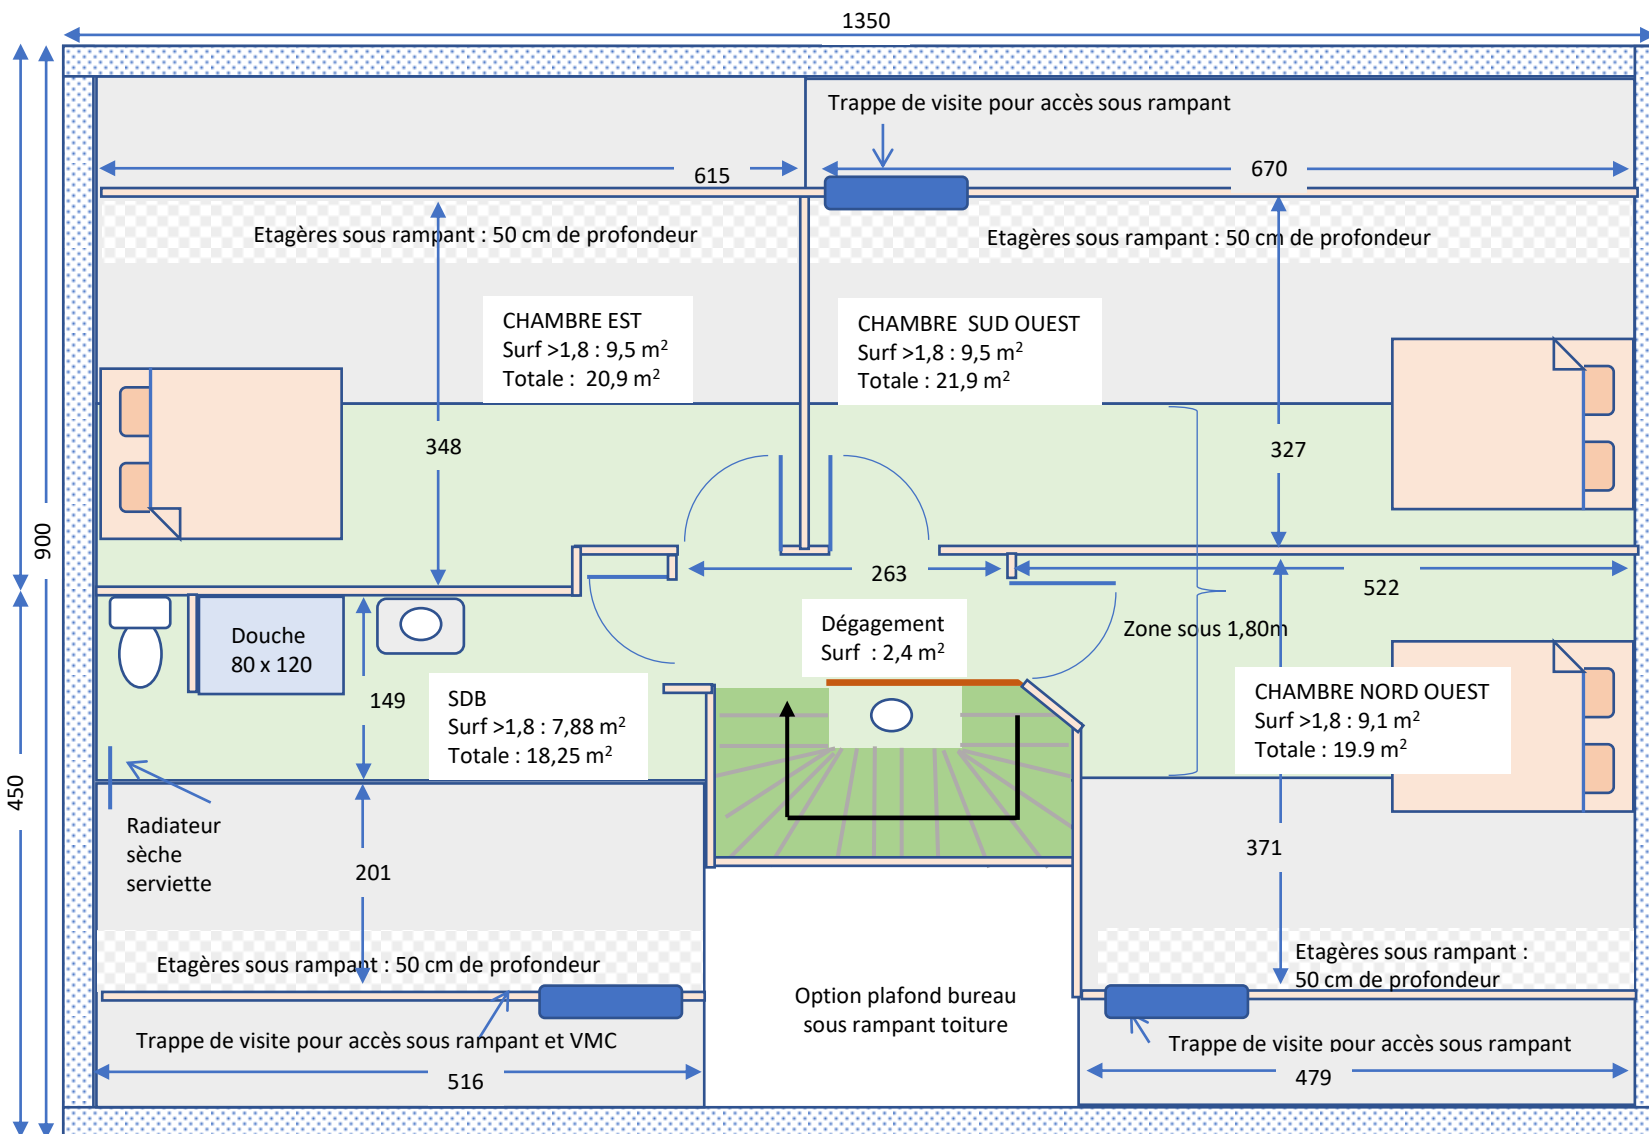 1350
Trappe de visite pour accès sous rampant
615
670
Etagères sous rampant : 50 cm de profondeur
Etagères sous rampant : 50 cm de profondeur
CHAMBRE EST
Surf >1,8 : 9,5 m²
Totale : 20,9 m²
CHAMBRE SUD OUEST
Surf >1,8 : 9,5 m²
Totale : 21,9 m²
348
327
900
263
522
Douche
80 x 120
Dégagement
Surf : 2,4 m²
Zone sous 1,80m
149
SDB
Surf >1,8 : 7,88 m²
Totale : 18,25 m²
CHAMBRE NORD OUEST
Surf >1,8 : 9,1 m²
Totale : 19.9 m²
450
Radiateur
sèche
serviette
201
371
Etagères sous rampant : 50 cm de profondeur
Etagères sous rampant :
50 cm de profondeur
Option plafond bureau
sous rampant toiture
Trappe de visite pour accès sous rampant et VMC
Trappe de visite pour accès sous rampant
516
479